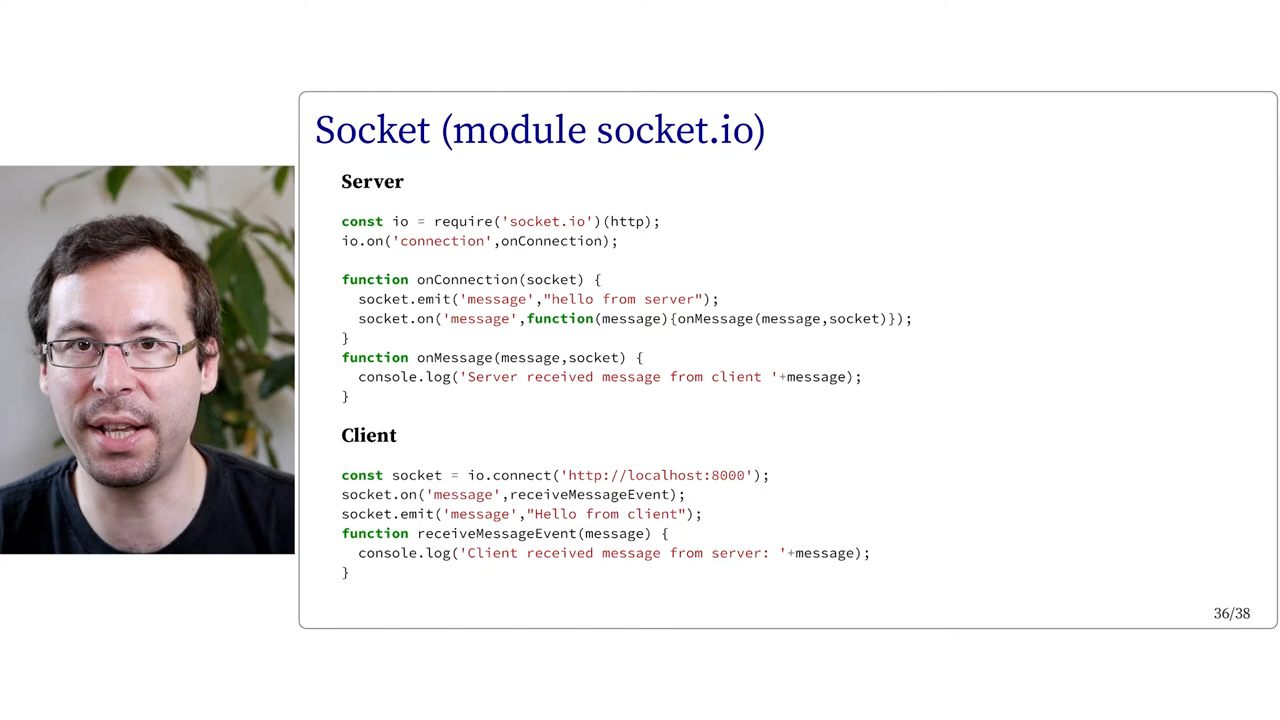 Socket (module socket.io)
Server
const io = require('socket.io')(http);
io.on('connection',onConnection);
function onConnection(socket) {
socket.emit('message',"hello from server");
socket.on('message',function(message){onMessage(message,socket)});
}
function onMessage(message,socket) {
console.log('Server received message from client '+message);
}
Client
const socket = io.connect('http://localhost:8000');
socket.on('message',receiveMessageEvent);
socket.emit('message',"Hello from client");
function receiveMessageEvent(message) {
console.log('Client received message from server: '+message);
}
36/38